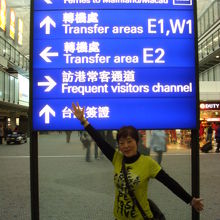 Ferries to Mainland/Macau
轉機處
Transfer areas E1,W1
轉機處
Transfer areas E2
訪港常客通道
Frequent visitors channel
台灣簽證